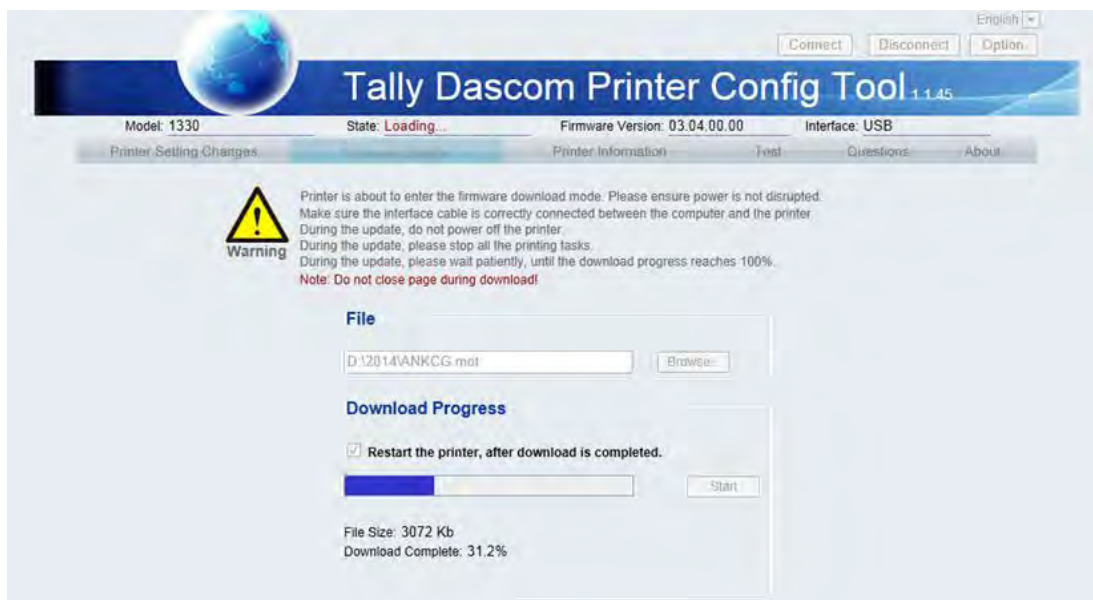 English
Connect Disconnect Option
Tally Dascom Printer Config Tool 1.1.45
Model: 1330 State: Loading... Firmware Version: 03.04.00.00 Interface: USB
Printer Setting Changes Printer Information Test Questions About
Printer is about to enter the firmware download mode. Please ensure power is not disrupted.
Make sure the interface cable is correctly connected between the computer and the printer.
During the update, do not power off the printer.
During the update, please stop all the printing tasks.
During the update, please wait patiently, until the download progress reaches 100%.
Warning
Note: Do not close page during download!
File
D:\2014\ANKCG.mot Browse...
Download Progress
Restart the printer, after download is completed.
Start
File Size: 3072 Kb
Download Complete: 31.2%